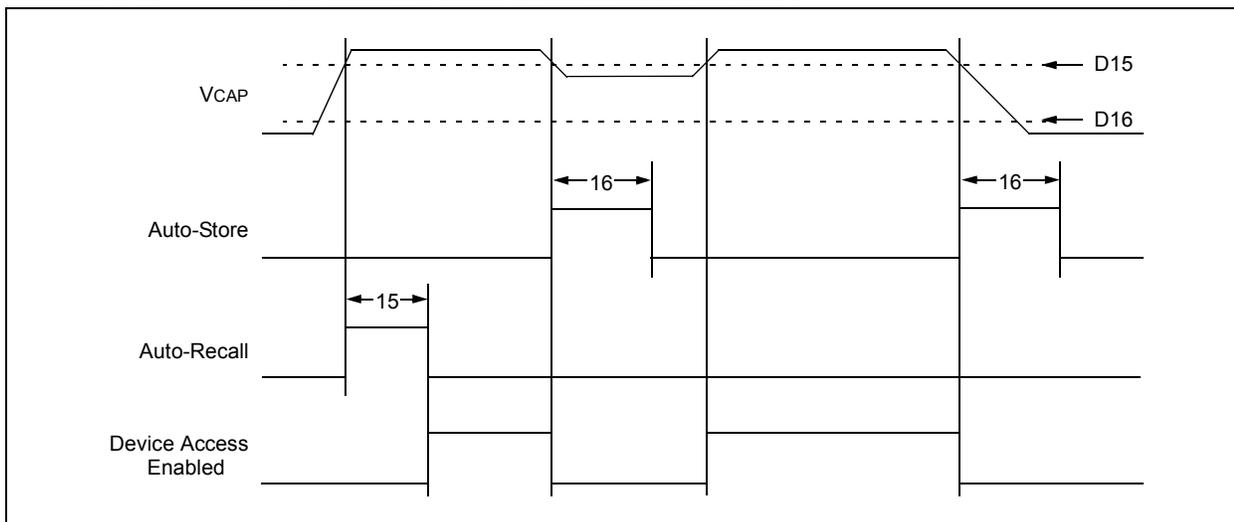 D15
VCAP
D16
16
16
Auto-Store
15
Auto-Recall
Device Access
Enabled